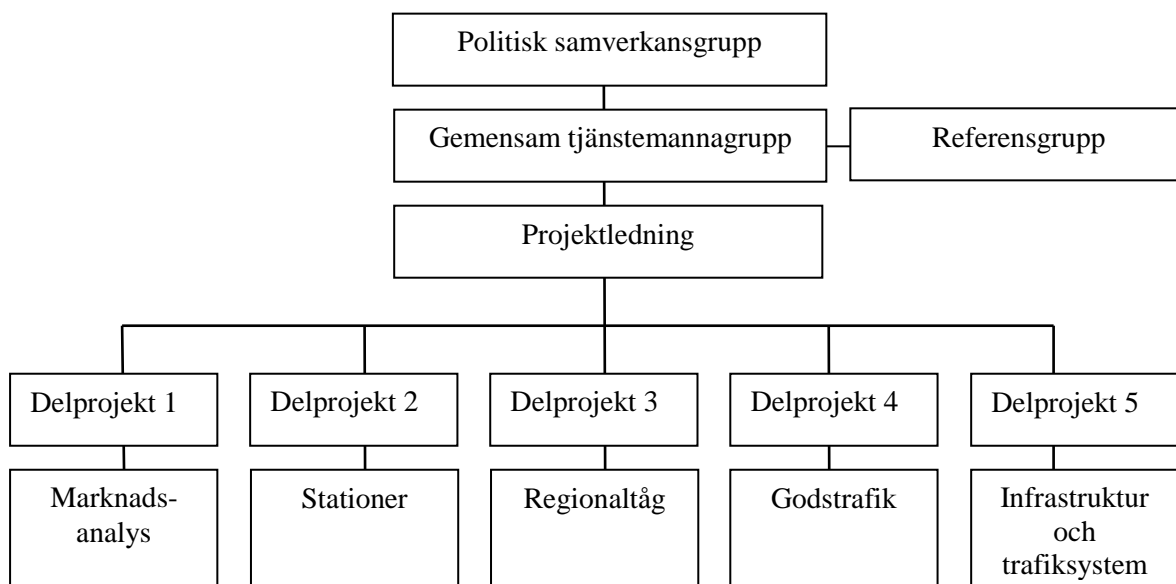 Politisk samverkansgrupp
Gemensam tjänstemannagrupp
Referensgrupp
Projektledning
Delprojekt 1
Delprojekt 2
Delprojekt 3
Delprojekt 4
Delprojekt 5
Marknads-
analys
Stationer
Regionaltåg
Godstrafik
Infrastruktur
och
trafiksystem